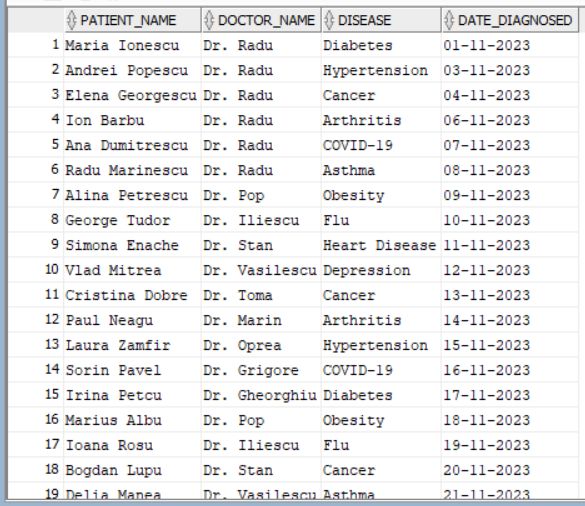 PATIENT_NAME DOCTOR_NAME DISEASE DATE_DIAGNOSED
1 Maria Ionescu Dr. Radu Diabetes 01-11-2023
2 Andrei Popescu Dr. Radu Hypertension 03-11-2023
3 Elena Georgescu Dr. Radu Cancer 04-11-2023
4 Ion Barbu Dr. Radu Arthritis 06-11-2023
5 Ana Dumitrescu Dr. Radu COVID-19 07-11-2023
6 Radu Marinescu Dr. Radu Asthma 08-11-2023
7 Alina Petrescu Dr. Pop Obesity 09-11-2023
8 George Tudor Dr. Iliescu Flu 10-11-2023
9 Simona Enache Dr. Stan Heart Disease 11-11-2023
10 Vlad Mitrea Dr. Vasilescu Depression 12-11-2023
11 Cristina Dobre Dr. Toma Cancer 13-11-2023
12 Paul Neagu Dr. Marin Arthritis 14-11-2023
13 Laura Zamfir Dr. Oprea Hypertension 15-11-2023
14 Sorin Pavel Dr. Grigore COVID-19 16-11-2023
15 Irina Petcu Dr. Gheorghiu Diabetes 17-11-2023
16 Marius Albu Dr. Pop Obesity 18-11-2023
17 Ioana Rosu Dr. Iliescu Flu 19-11-2023
18 Bogdan Lupu Dr. Stan Cancer 20-11-2023
19 Delia Manea Dr. Vasilescu Asthma 21-11-2023